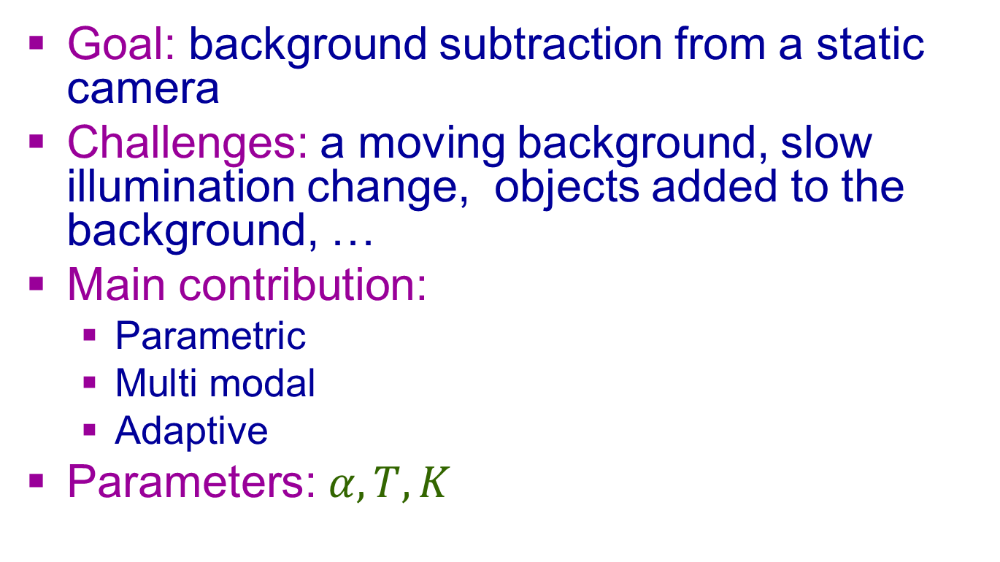 ▪ Goal: background subtraction from a static
camera
▪ Challenges: a moving background, slow
illumination change,  objects added to the
background, …
▪ Main contribution:
▪ Parametric
▪ Multi modal
▪ Adaptive
▪ Parameters: 𝛼, 𝑇, 𝐾